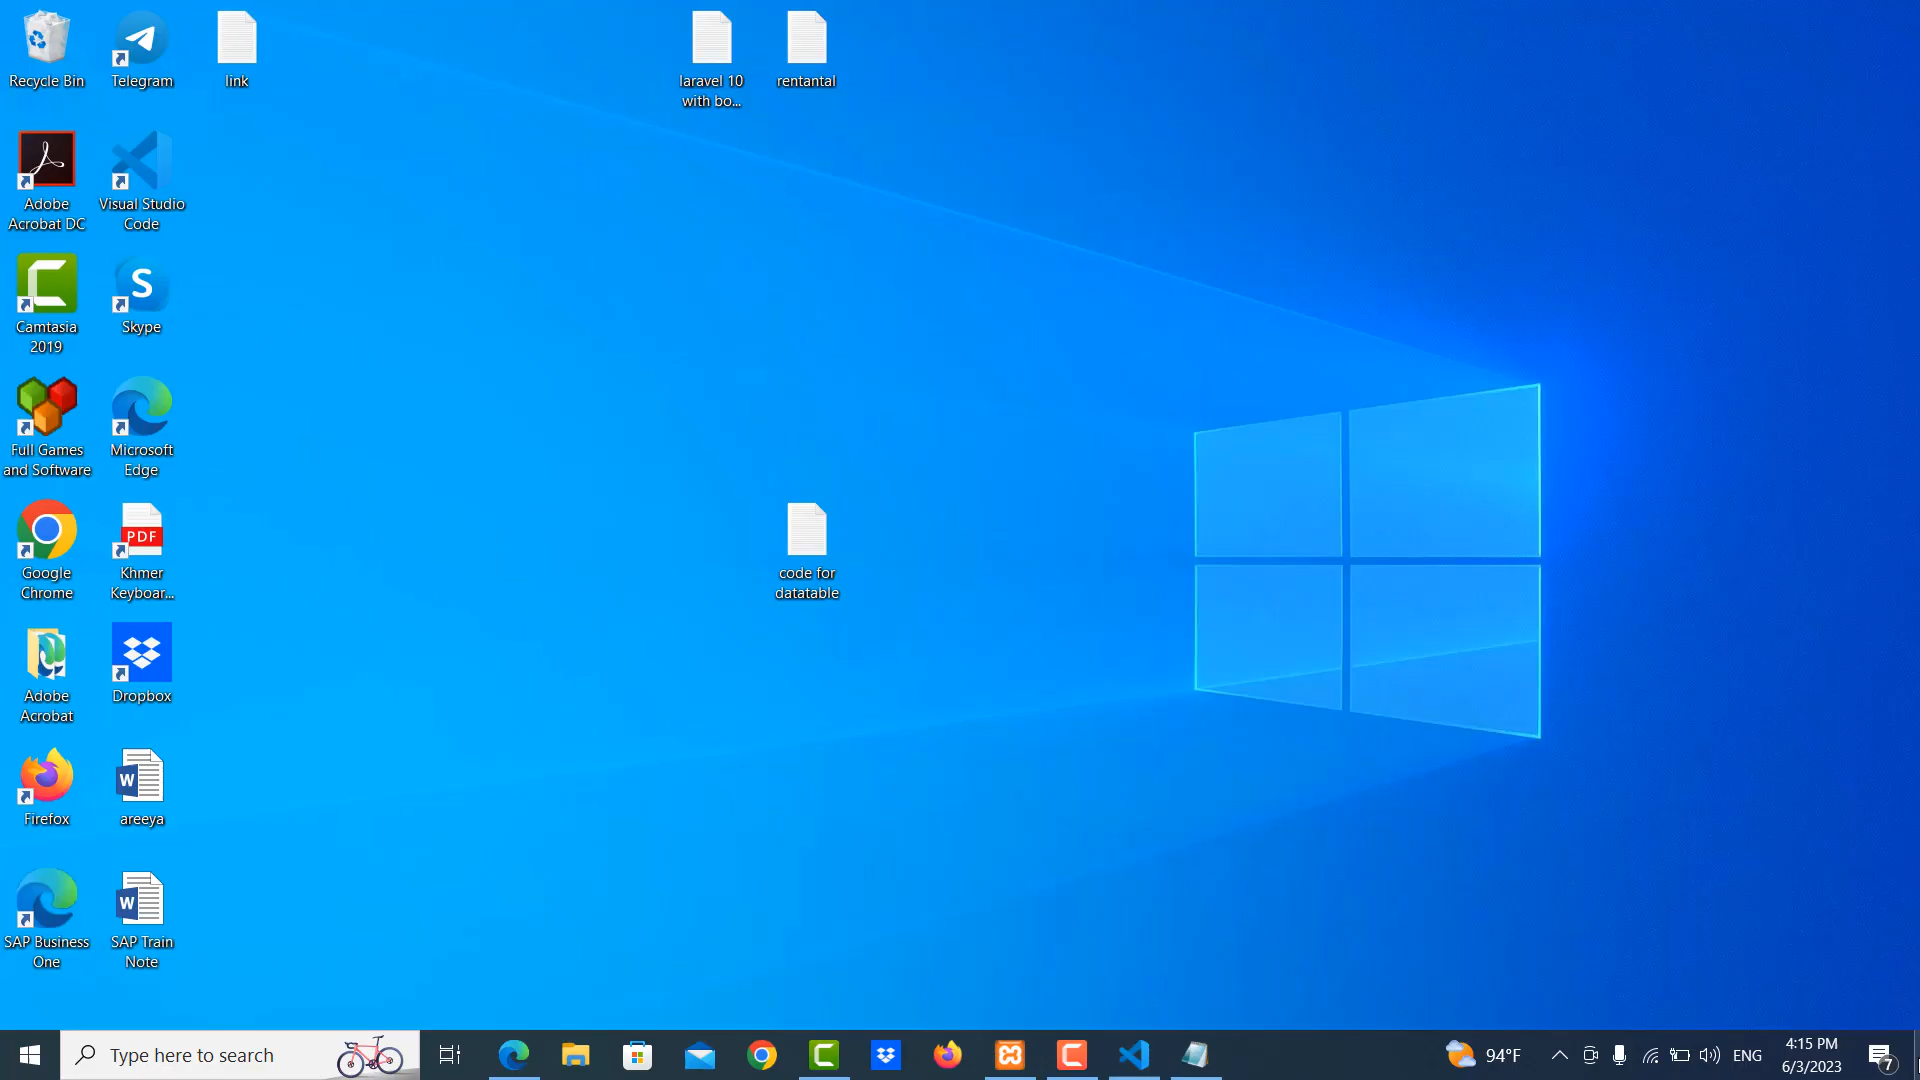 Recycle Bin
Telegram
link
laravel 10
with bo...
rentantal
Adobe
Acrobat DC
Visual Studio
Code
Camtasia
2019
S
Skype
Full Games
and Software
Microsoft
Edge
Google
Chrome
PDF
Khmer
Keyboar...
code for
datatable
Adobe
Acrobat
Dropbox
Firefox
W
areeya
SAP Business
One
W
SAP Train
Note
Type here to search
94°F
ENG
4:15 PM
6/3/2023
7